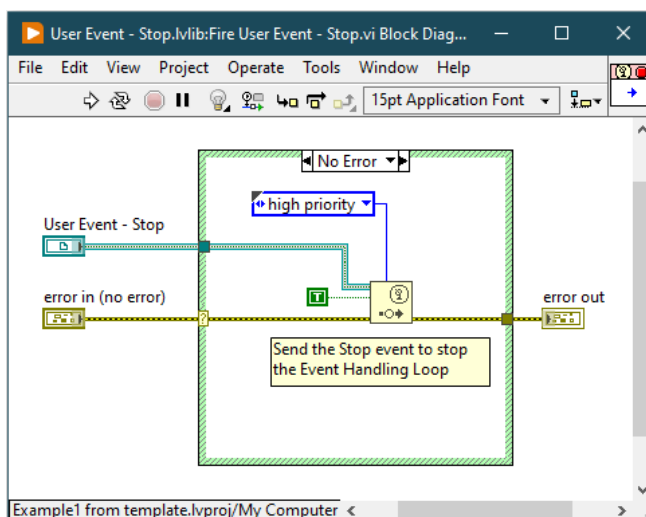 User Event - Stop.lvlib:Fire User Event - Stop.vi Block Diag...
File Edit View Project Operate Tools Window Help
15pt Application Font
No Error
high priority
User Event - Stop
T
error in (no error)
?
error out
Send the Stop event to stop
the Event Handling Loop
Example1 from template.lvproj/My Computer